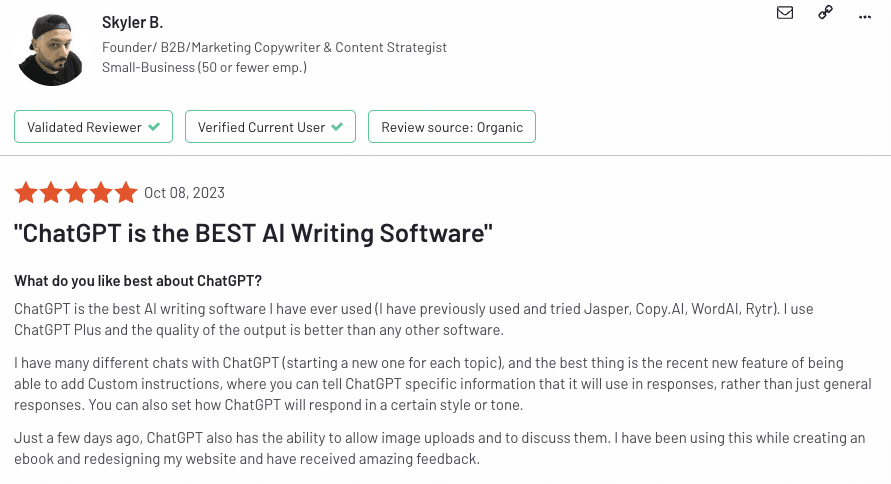 Skyler B.
Founder/ B2B/Marketing Copywriter & Content Strategist
Small-Business (50 or fewer emp.)
Validated Reviewer
Verified Current User
Review source: Organic
Oct 08, 2023
"ChatGPT is the BEST AI Writing Software"
What do you like best about ChatGPT?
ChatGPT is the best AI writing software I have ever used (I have previously used and tried Jasper, Copy.AI, WordAI, Rytr). I use
ChatGPT Plus and the quality of the output is better than any other software.
I have many different chats with ChatGPT (starting a new one for each topic), and the best thing is the recent new feature of being
able to add Custom instructions, where you can tell ChatGPT specific information that it will use in responses, rather than just general
responses. You can also set how ChatGPT will respond in a certain style or tone.
Just a few days ago, ChatGPT also has the ability to allow image uploads and to discuss them. I have been using this while creating an
ebook and redesigning my website and have received amazing feedback.